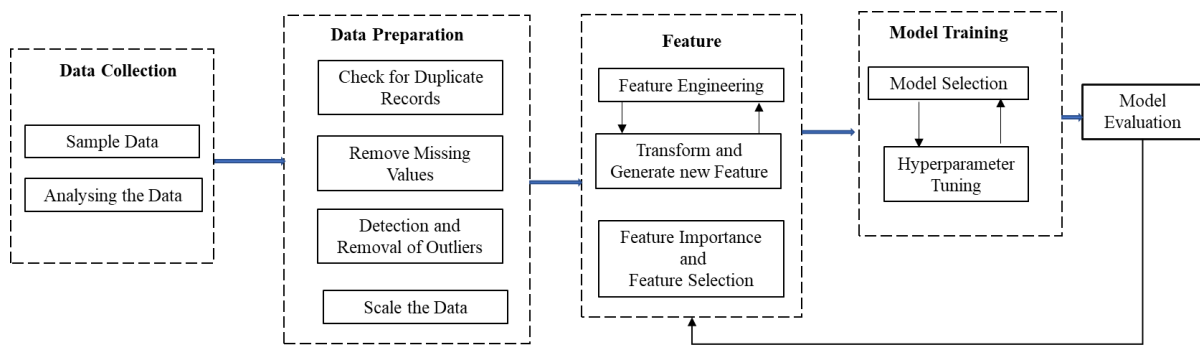 Data Collection
Sample Data
Analysing the Data
Data Preparation
Check for Duplicate
Records
Remove Missing
Values
Detection and
Removal of Outliers
Scale the Data
Feature
Feature Engineering
Transform and
Generate new Feature
Feature Importance
and
Feature Selection
Model Training
Model Selection
Hyperparameter
Tuning
Model
Evaluation